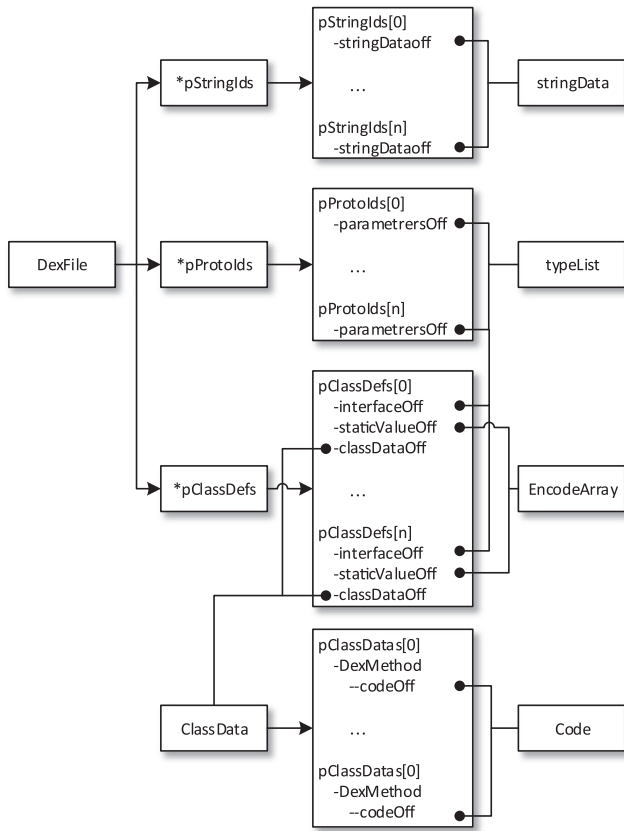 pStringIds[0]
-stringDataoff
*pStringIds
...
stringData
pStringIds[n]
-stringDataoff
pProtoIds[0]
-parametrersOff
DexFile
*pProtoIds
...
typeList
pProtoIds[n]
-parametrersOff
pClassDefs[0]
-interfaceOff
-staticValueOff
-classDataOff
*pClassDefs
...
EncodeArray
pClassDefs[n]
-interfaceOff
-staticValueOff
-classDataOff
pClassDatas[0]
-DexMethod
--codeOff
ClassData
...
Code
pClassDatas[0]
-DexMethod
--codeOff